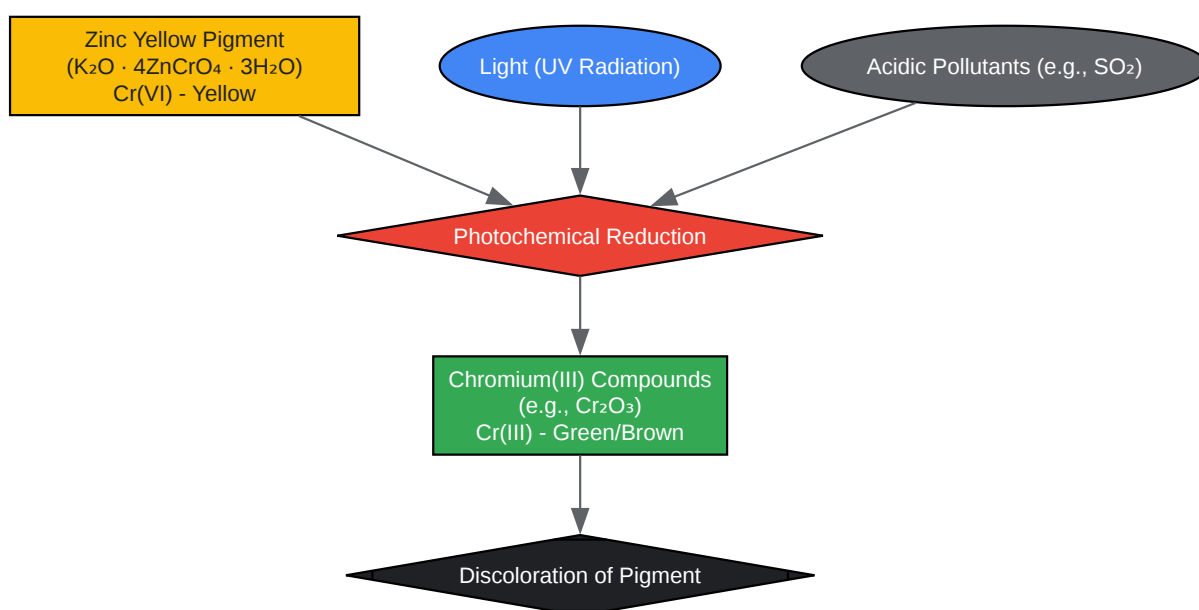 Zinc Yellow Pigment
(K₂O · 4ZnCrO₄ · 3H₂O)
Cr(VI) - Yellow
Light (UV Radiation)
Acidic Pollutants (e.g., SO₂)
Photochemical Reduction
Chromium(III) Compounds
(e.g., Cr₂O₃)
Cr(III) - Green/Brown
Discoloration of Pigment